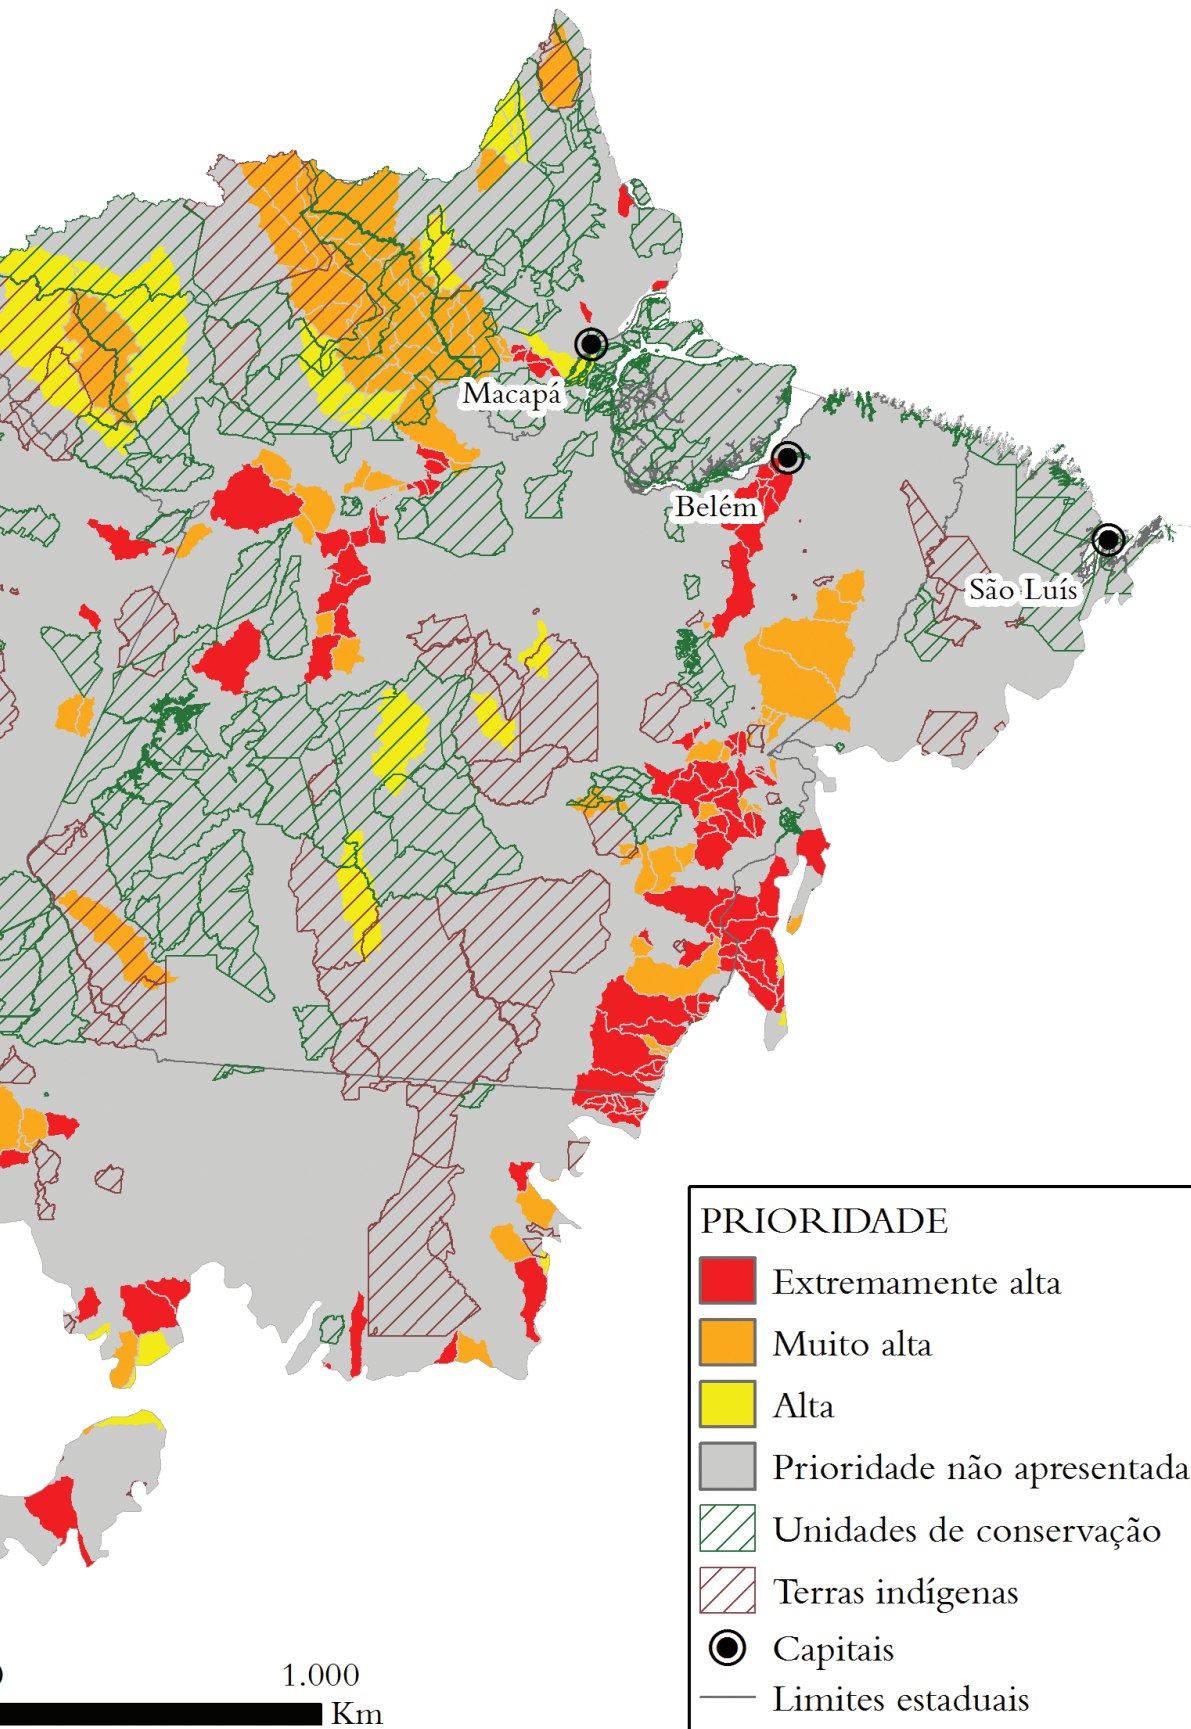 Macapá
Belém
São Luís
PRIORIDADE
Extremamente alta
Muito alta
Alta
Prioridade não apresentada
Unidades de conservação
Terras indígenas
Capitais
Limites estaduais
1.000
Km